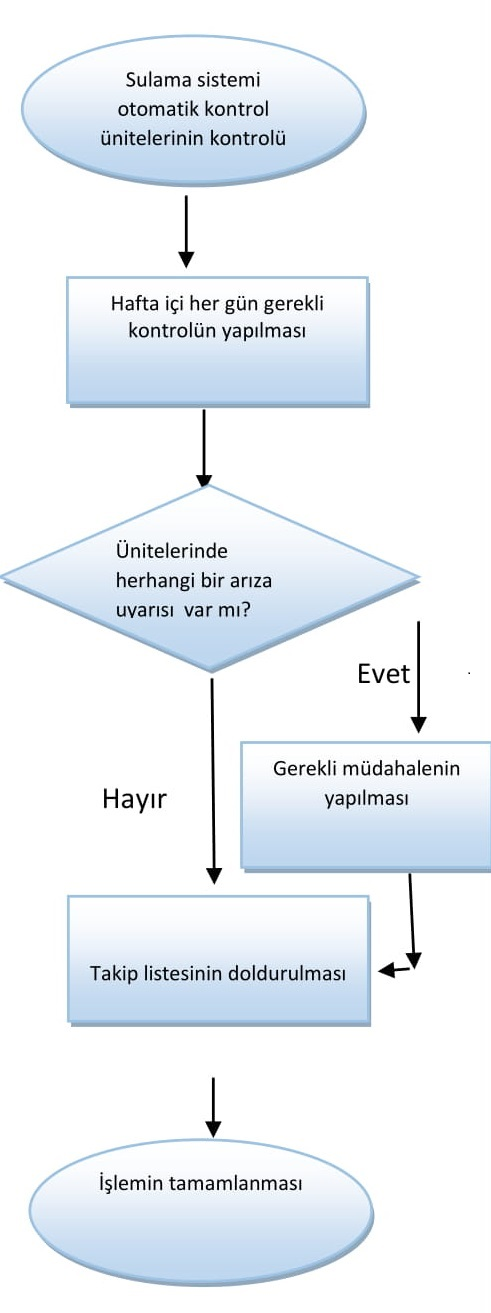 Sulama sistemi
otomatik kontrol
ünitelerinin kontrolü
Hafta içi her gün gerekli
kontrolün yapılması
Ünitelerinde
herhangi bir arıza
uyarısı var mı?
Evet
Gerekli müdahalenin
yapılması
Hayır
Takip listesinin doldurulması
İşlemin tamamlanması